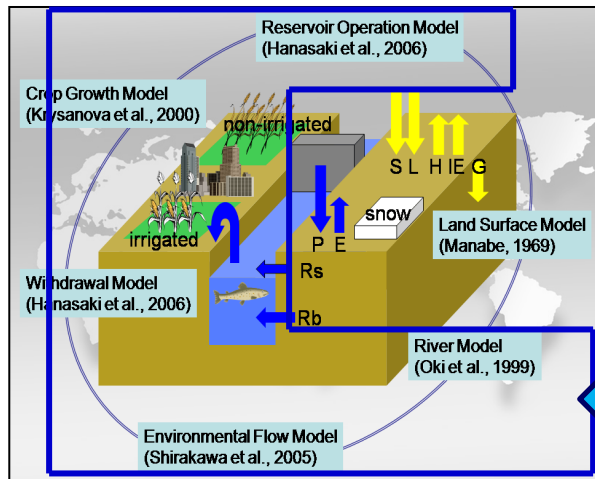 Reservoir Operation Model
(Hanasaki et al., 2006)
Crop Growth Model
(Krysanova et al., 2000)
non-irrigated
S L H lE G
snow
Land Surface Model
(Manabe, 1969)
irrigated
P E
Rs
Withdrawal Model
(Hanasaki et al., 2006)
Rb
River Model
(Oki et al., 1999)
Environmental Flow Model
(Shirakawa et al., 2005)